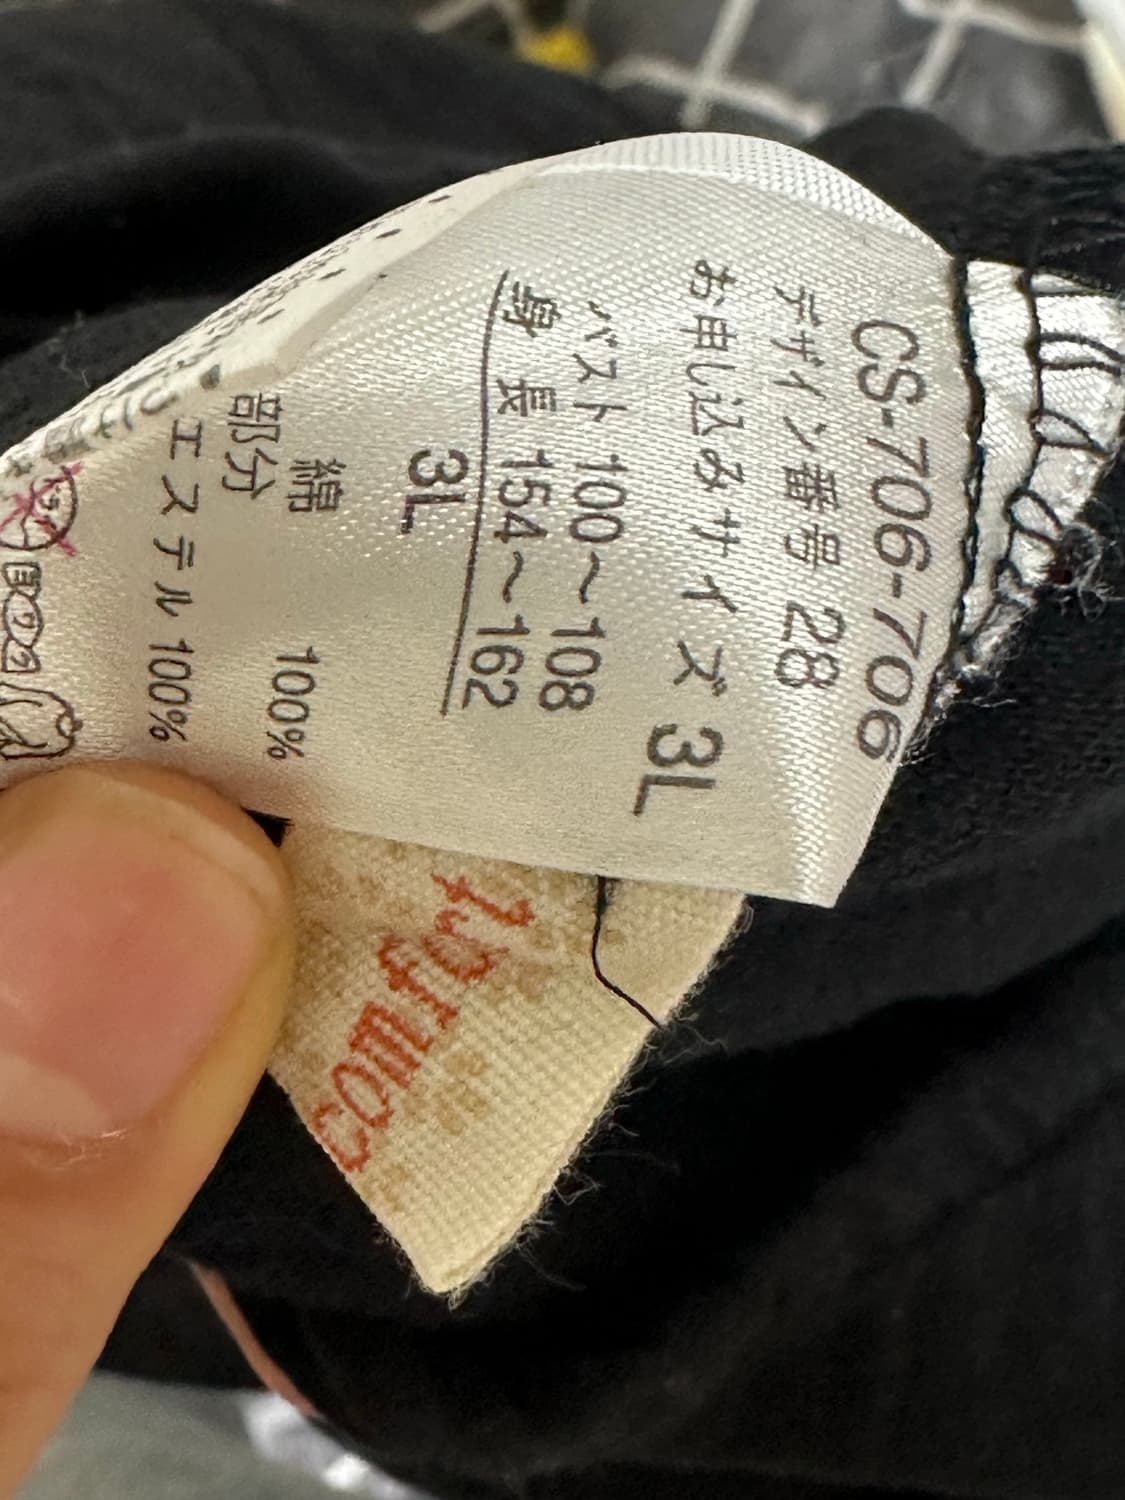 CS-706-706
デザイン番号 28
お申し込みサイズ 3L
バスト 100～108
身長 154～162
3L
綿 100%
部分
エステル 100%
comfort